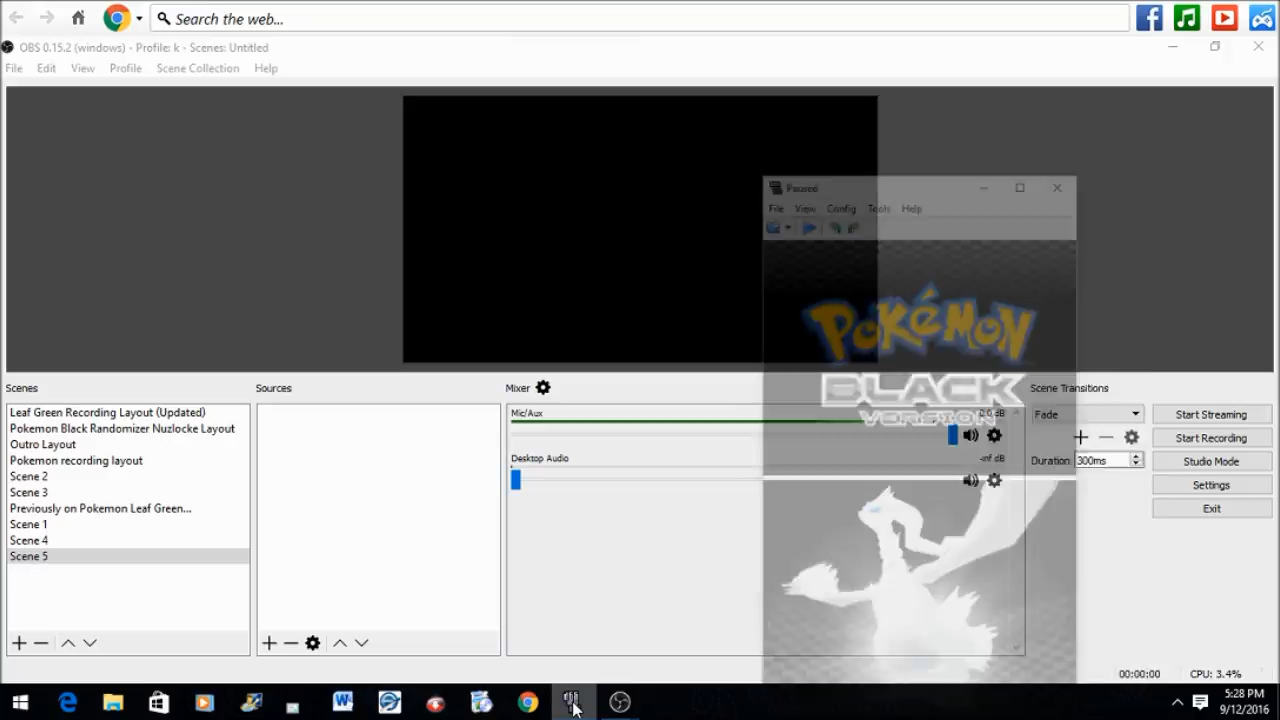 Search the web...
OBS 0.15.2 (windows) - Profile: k - Scenes: Untitled
File Edit View Profile Scene Collection Help
Paused
File View Config Tools Help
POKéMON
BLACK
VERSION
Scenes
Leaf Green Recording Layout (Updated)
Pokemon Black Randomizer Nuzlocke Layout
Outro Layout
Pokemon recording layout
Scene 2
Scene 3
Previously on Pokemon Leaf Green...
Scene 1
Scene 4
Scene 5
Sources
Mixer
Mic/Aux
0.0 dB
Desktop Audio
-inf dB
Scene Transitions
Fade
Duration 300ms
Start Streaming
Start Recording
Studio Mode
Settings
Exit
00:00:00 CPU: 3.4%
5:28 PM
9/12/2016